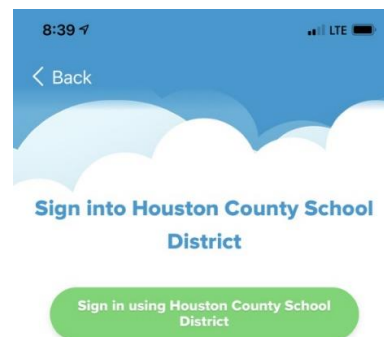 8:39 LTE
Back
Sign into Houston County School
District
Sign in using Houston County School
District